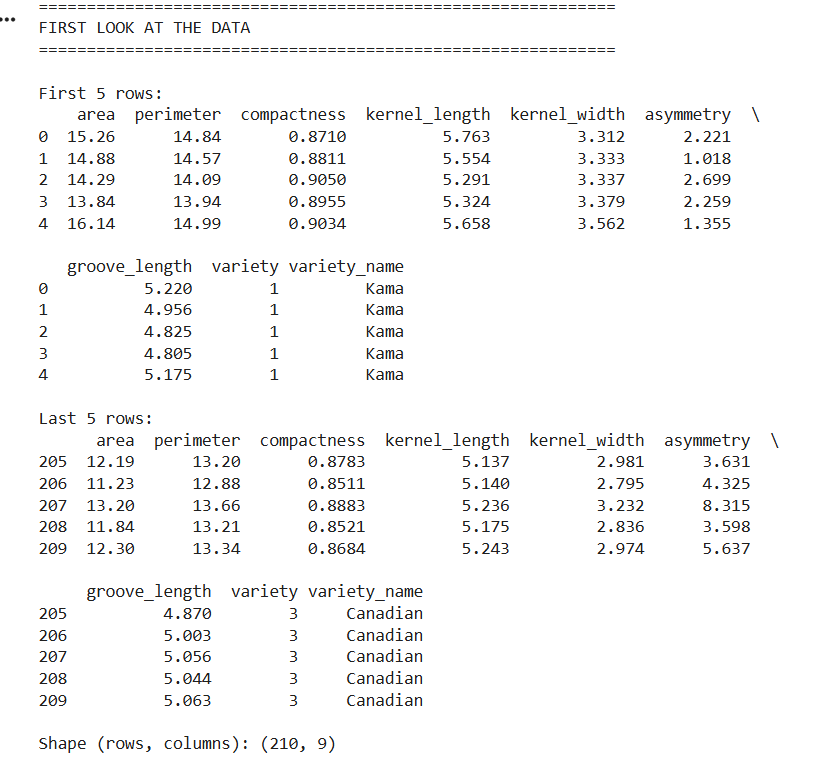 ============================================================
FIRST LOOK AT THE DATA
============================================================
First 5 rows:
area perimeter compactness kernel_length kernel_width asymmetry \
0 15.26 14.84 0.8710 5.763 3.312 2.221
1 14.88 14.57 0.8811 5.554 3.333 1.018
2 14.29 14.09 0.9050 5.291 3.337 2.699
3 13.84 13.94 0.8955 5.324 3.379 2.259
4 16.14 14.99 0.9034 5.658 3.562 1.355
groove_length variety variety_name
0 5.220 1 Kama
1 4.956 1 Kama
2 4.825 1 Kama
3 4.805 1 Kama
4 5.175 1 Kama
Last 5 rows:
area perimeter compactness kernel_length kernel_width asymmetry \
205 12.19 13.20 0.8783 5.137 2.981 3.631
206 11.23 12.88 0.8511 5.140 2.795 4.325
207 13.20 13.66 0.8883 5.236 3.232 8.315
208 11.84 13.21 0.8521 5.175 2.836 3.598
209 12.30 13.34 0.8684 5.243 2.974 5.637
groove_length variety variety_name
205 4.870 3 Canadian
206 5.003 3 Canadian
207 5.056 3 Canadian
208 5.044 3 Canadian
209 5.063 3 Canadian
Shape (rows, columns): (210, 9)